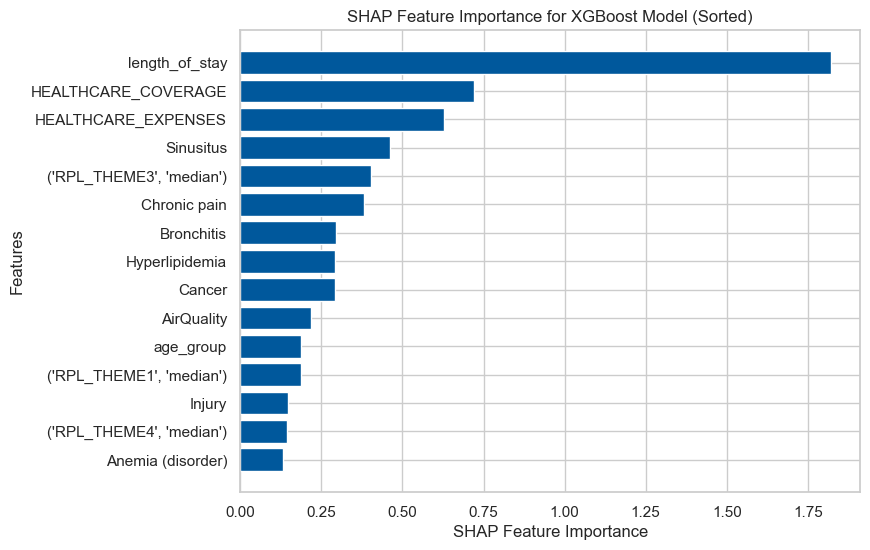 SHAP Feature Importance for XGBoost Model (Sorted)
Features
length_of_stay
HEALTHCARE_COVERAGE
HEALTHCARE_EXPENSES
Sinusitus
('RPL_THEME3', 'median')
Chronic pain
Bronchitis
Hyperlipidemia
Cancer
AirQuality
age_group
('RPL_THEME1', 'median')
Injury
('RPL_THEME4', 'median')
Anemia (disorder)
0.00 0.25 0.50 0.75 1.00 1.25 1.50 1.75
SHAP Feature Importance